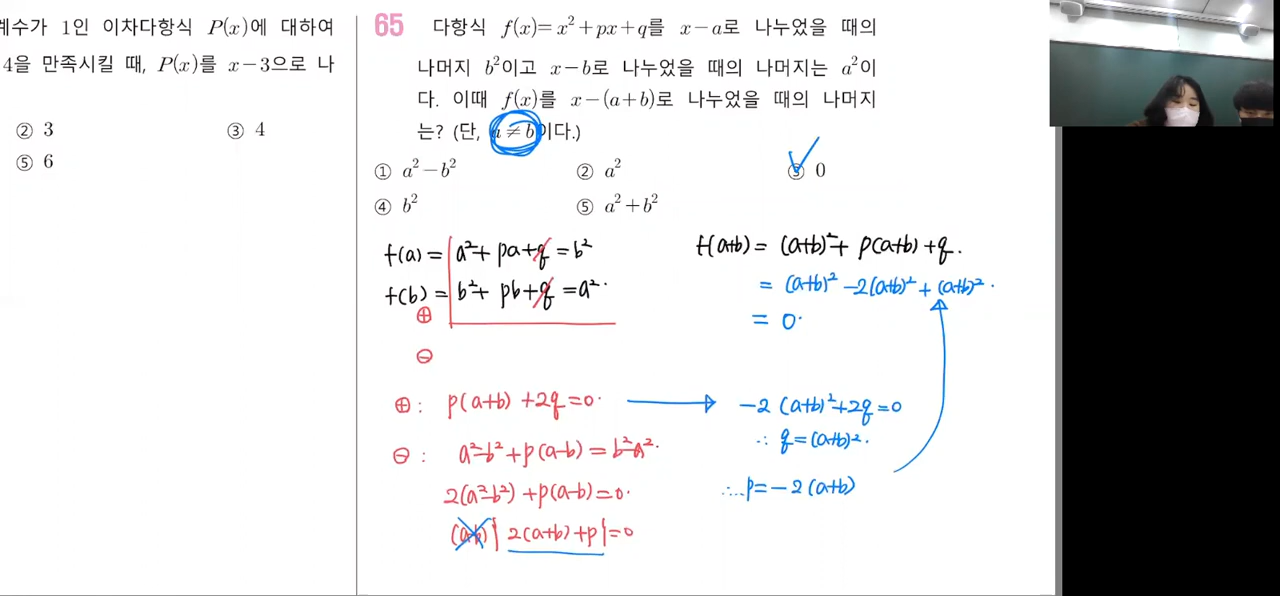 계수가 1인 이차다항식 P(x)에 대하여
4을 만족시킬 때, P(x)를 x-3으로 나
② 3 ③ 4
⑤ 6
65 다항식 f(x)=x²+px+q를 x-a로 나누었을 때의
나머지 b²이고 x-b로 나누었을 때의 나머지는 a²이
다. 이때 f(x)를 x-(a+b)로 나누었을 때의 나머지
는? (단, a≠b이다.)
① a²-b² ② a² ③ 0
④ b² ⑤ a²+b²
f(a) = a²+ pa+q = b²
f(b) = b²+ pb+q = a².
⊕
⊖
⊕ : p(a+b) +2q=0.
⊖ : a²-b²+p(a-b) = b²-a².
2(a²-b²) +p(a-b)=0.
(a-b) | 2(a+b)+p | =0
f(a+b) = (a+b)²+ p(a+b)+q.
= (a+b)² -2(a+b)² + (a+b)².
= 0.
-2 (a+b)²+2q=0
∴ q=(a+b)².
∴...p=-2(a+b)